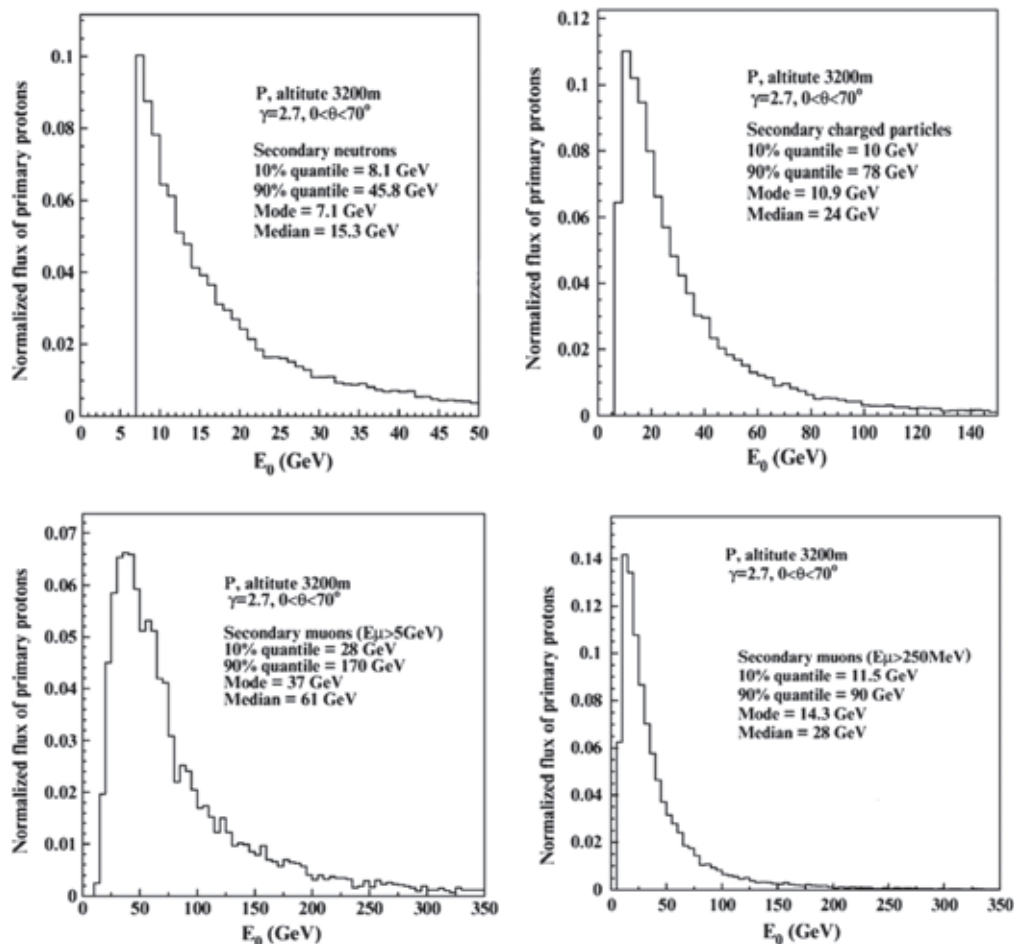 Normalized flux of primary protons
0.1
0.08
0.06
0.04
0.02
0
P, altitute 3200m
γ=2.7, 0<θ<70°
Secondary neutrons
10% quantile = 8.1 GeV
90% quantile = 45.8 GeV
Mode = 7.1 GeV
Median = 15.3 GeV
0 5 10 15 20 25 30 35 40 45 50
E₀ (GeV)
Normalized flux of primary protons
0.12
0.1
0.08
0.06
0.04
0.02
0
P, altitute 3200m
γ=2.7, 0<θ<70°
Secondary charged particles
10% quantile = 10 GeV
90% quantile = 78 GeV
Mode = 10.9 GeV
Median = 24 GeV
0 20 40 60 80 100 120 140
E₀ (GeV)
Normalized flux of primary protons
0.07
0.06
0.05
0.04
0.03
0.02
0.01
0
P, altitute 3200m
γ=2.7, 0<θ<70°
Secondary muons (Eμ>5GeV)
10% quantile = 28 GeV
90% quantile = 170 GeV
Mode = 37 GeV
Median = 61 GeV
0 50 100 150 200 250 300 350
E₀ (GeV)
Normalized flux of primary protons
0.14
0.12
0.1
0.08
0.06
0.04
0.02
0
P, altitute 3200m
γ=2.7, 0<θ<70°
Secondary muons (Eμ>250MeV)
10% quantile = 11.5 GeV
90% quantile = 90 GeV
Mode = 14.3 GeV
Median = 28 GeV
0 50 100 150 200 250 300 350
E₀ (GeV)